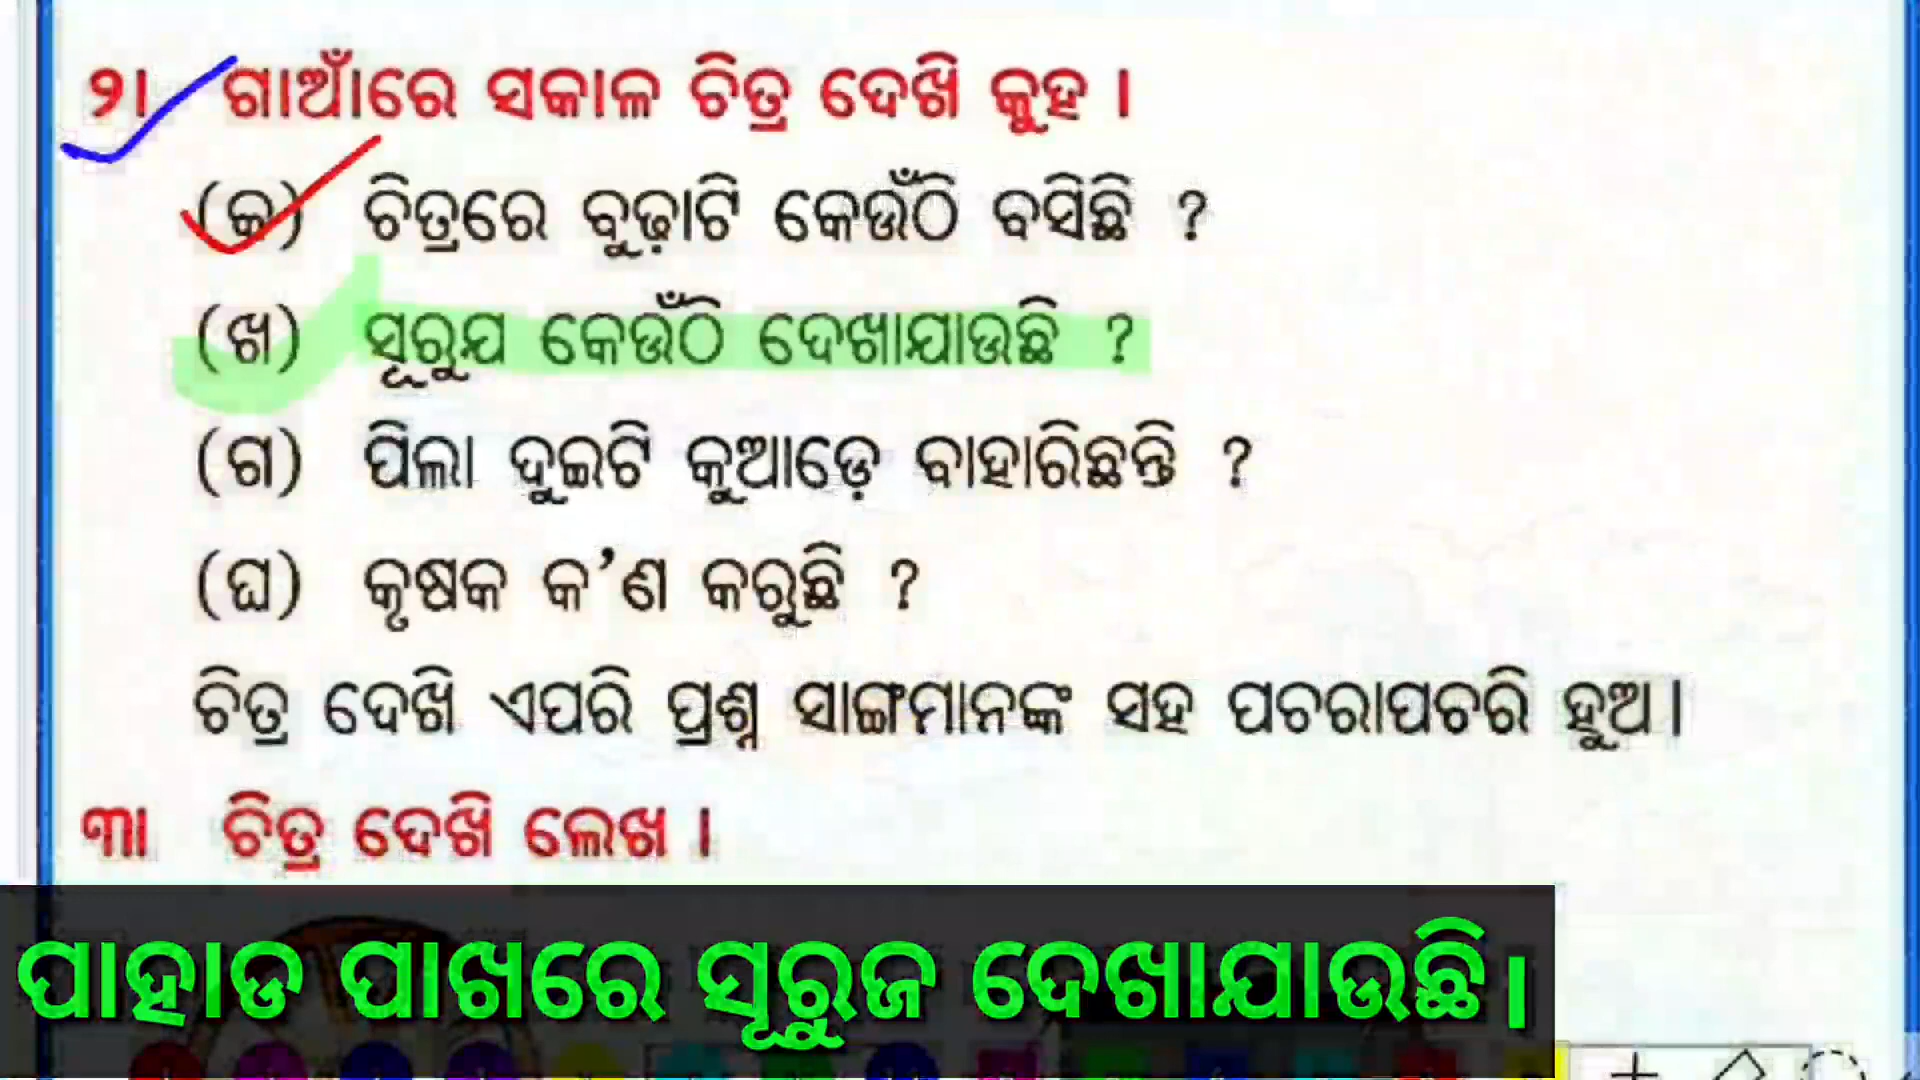 ୨। ଗାଆଁରେ ସକାଳ ଚିତ୍ର ଦେଖି କୁହ ।
(କ) ଚିତ୍ରରେ ବୁଢ଼ାଟି କେଉଁଠି ବସିଛି ?
(ଖ) ସୂରୁଯ କେଉଁଠି ଦେଖାଯାଉଛି ?
(ଗ) ପିଲା ଦୁଇଟି କୁଆଡ଼େ ବାହାରିଛନ୍ତି ?
(ଘ) କୃଷକ କ’ଣ କରୁଛି ?
ଚିତ୍ର ଦେଖି ଏପରି ପ୍ରଶ୍ନ ସାଙ୍ଗମାନଙ୍କ ସହ ପଚରାପଚରି ହୁଅ ।
୩। ଚିତ୍ର ଦେଖି ଲେଖ ।
ପାହାଡ ପାଖରେ ସୂରୁଜ ଦେଖାଯାଉଛି।